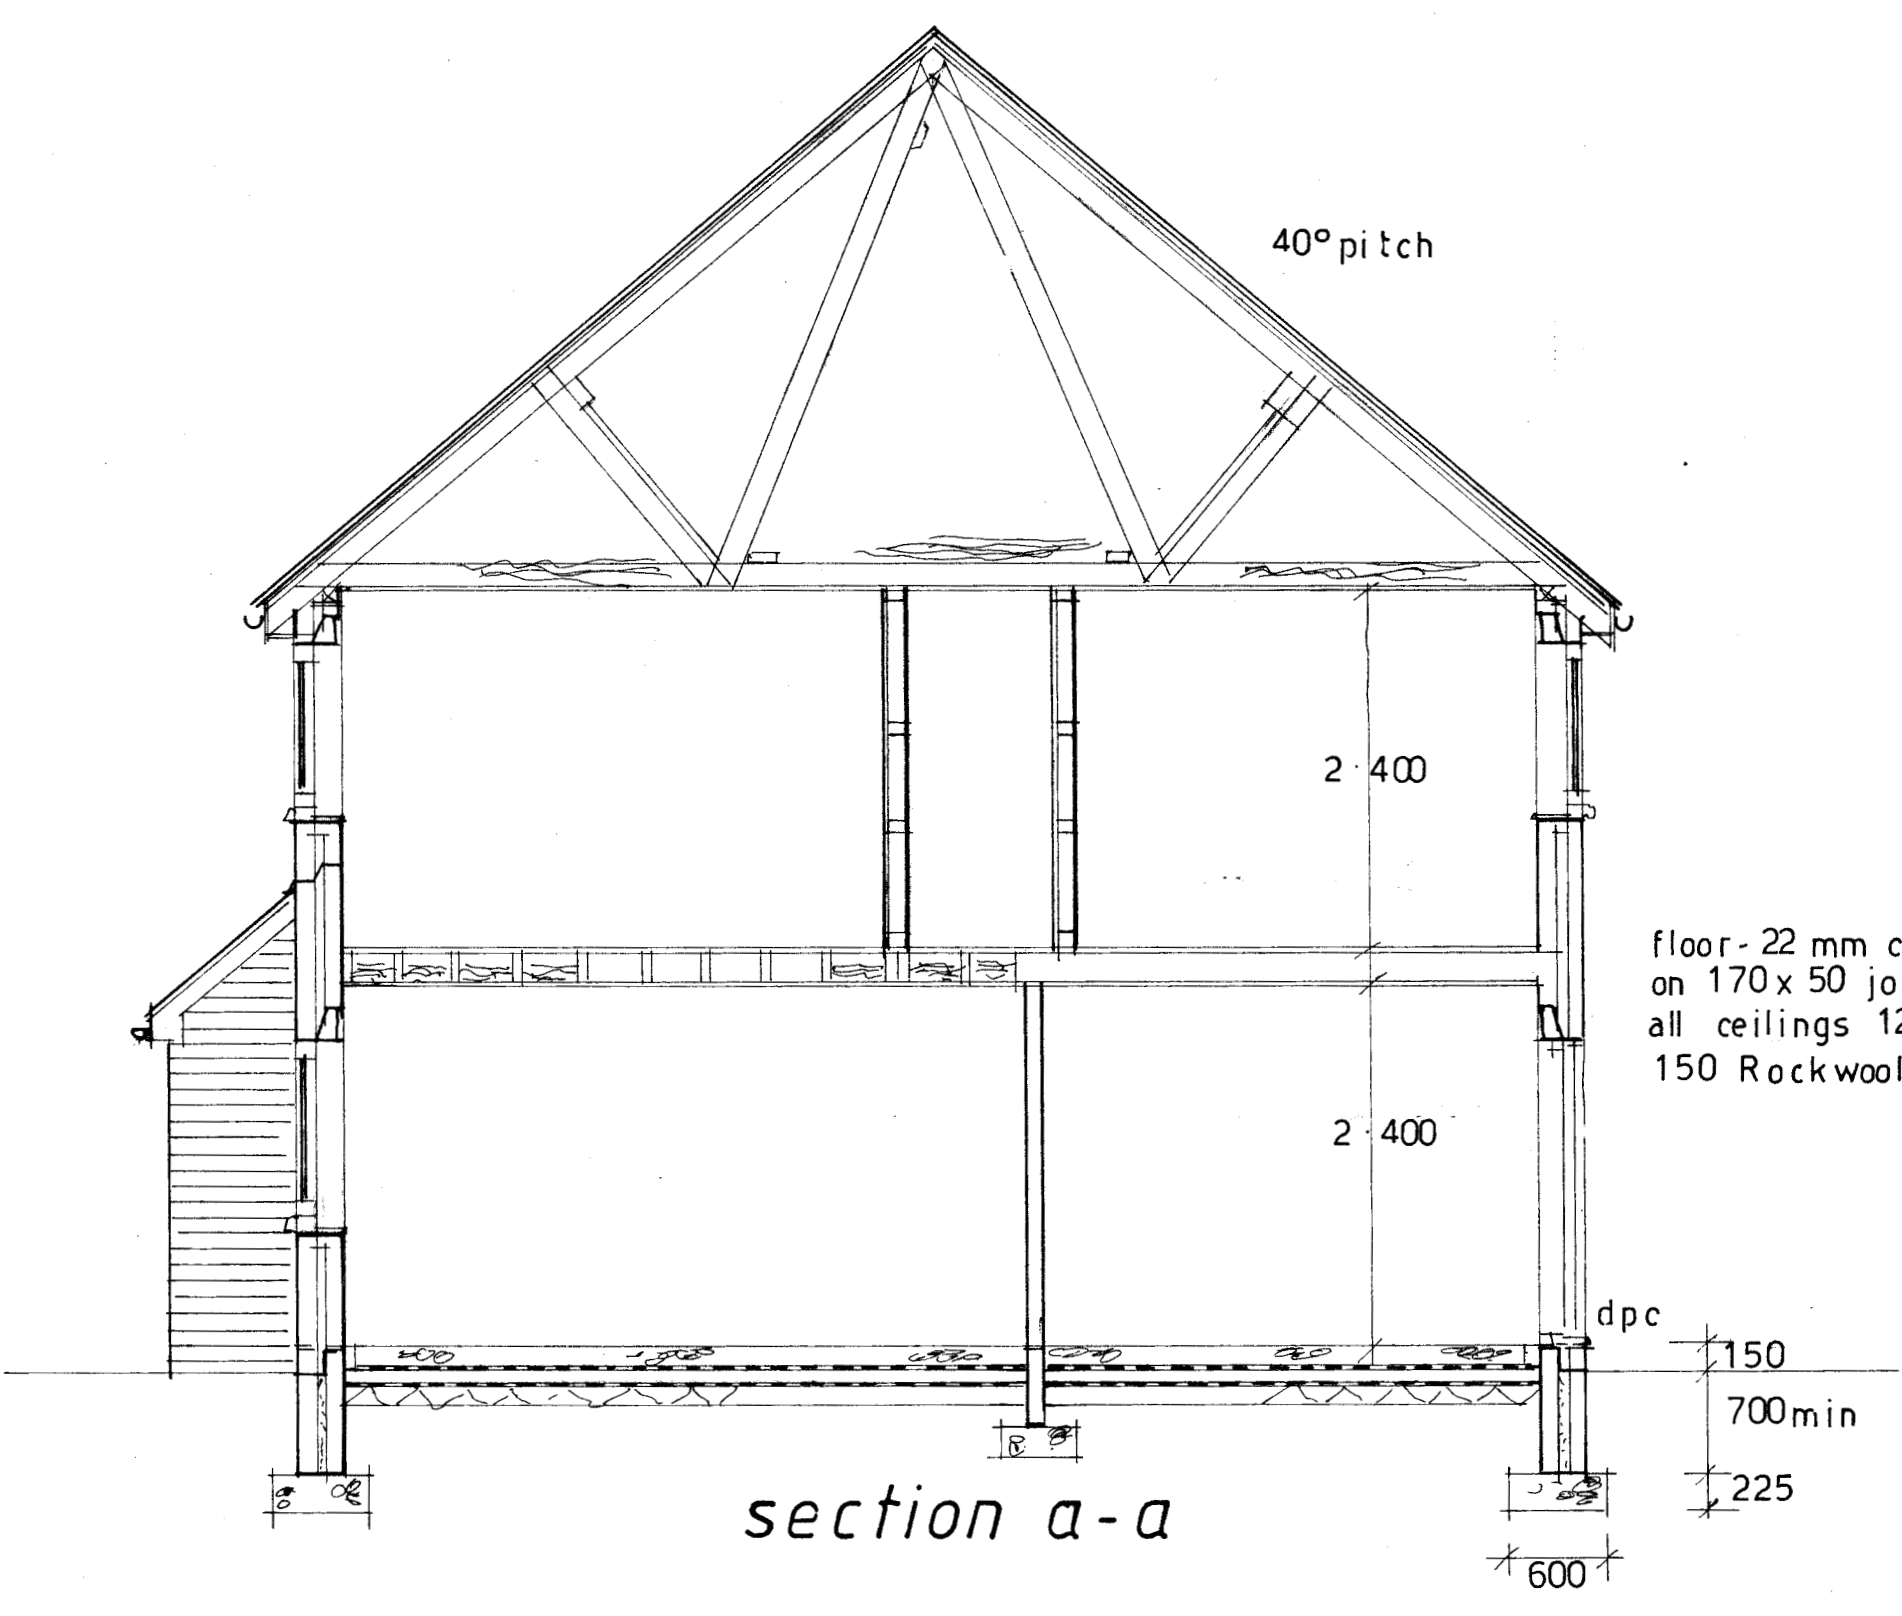 40° pitch
2·400
floor - 22 mm c
on 170 x 50 jo
all ceilings 12
150 Rockwool
2·400
dpc
150
700 min
225
section a-a
600